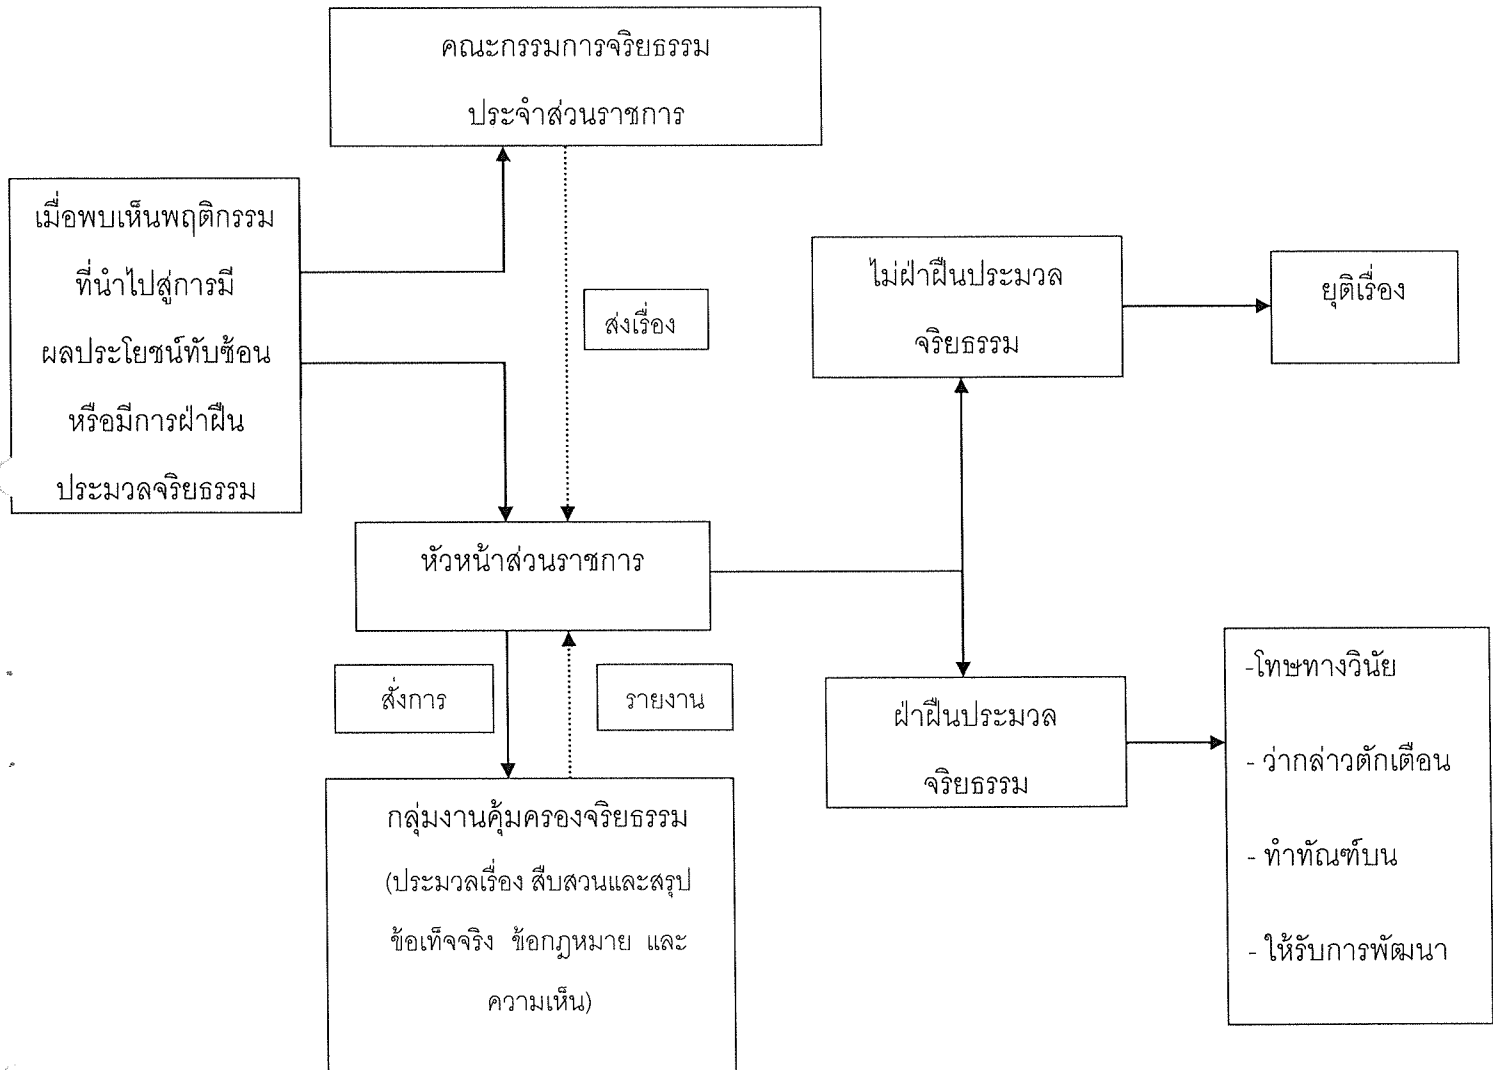 คณะกรรมการจริยธรรม
ประจำส่วนราชการ
เมื่อพบเห็นพฤติกรรม
ที่นำไปสู่การมี
ผลประโยชน์ทับซ้อน
หรือมีการฝ่าฝืน
ประมวลจริยธรรม
ส่งเรื่อง
ไม่ฝ่าฝืนประมวล
จริยธรรม
ยุติเรื่อง
หัวหน้าส่วนราชการ
สั่งการ
รายงาน
ฝ่าฝืนประมวล
จริยธรรม
-โทษทางวินัย
- ว่ากล่าวตักเตือน
- ทำทัณฑ์บน
- ให้รับการพัฒนา
กลุ่มงานคุ้มครองจริยธรรม
(ประมวลเรื่อง สืบสวนและสรุป
ข้อเท็จจริง ข้อกฎหมาย และ
ความเห็น)